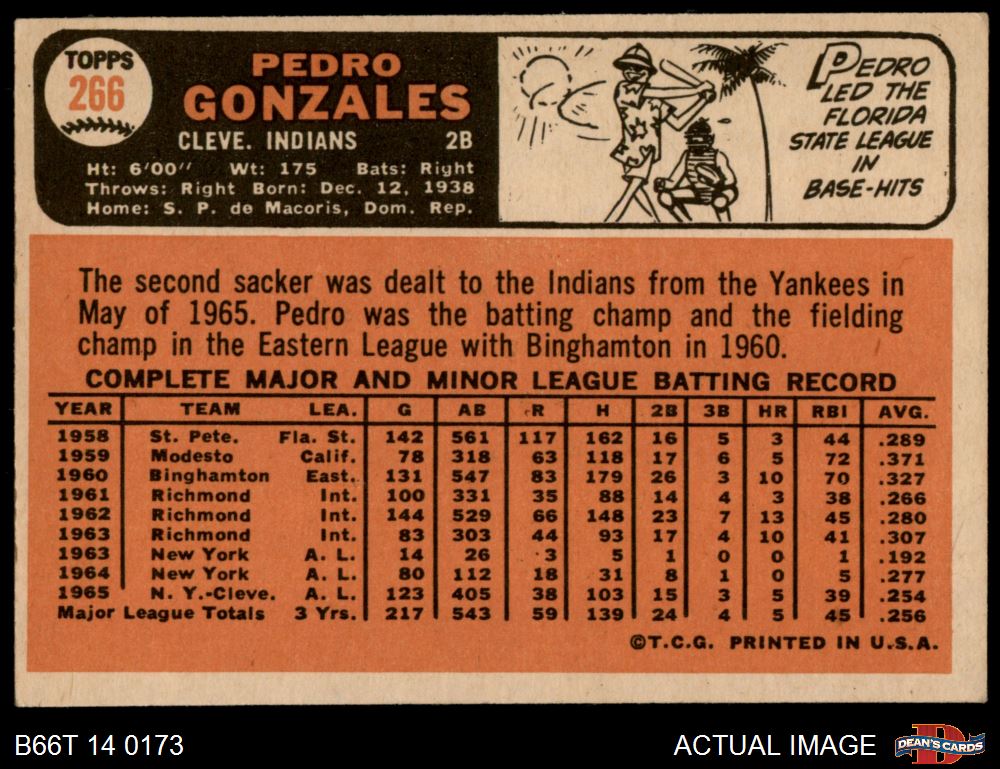 TOPPS
266
PEDRO
GONZALES
CLEVE. INDIANS 2B
Ht: 6'00" Wt: 175 Bats: Right
Throws: Right Born: Dec. 12, 1938
Home: S. P. de Macoris, Dom. Rep.
PEDRO
LED THE
FLORIDA
STATE LEAGUE
IN
BASE-HITS
The second sacker was dealt to the Indians from the Yankees in
May of 1965. Pedro was the batting champ and the fielding
champ in the Eastern League with Binghamton in 1960.
COMPLETE MAJOR AND MINOR LEAGUE BATTING RECORD
YEAR TEAM LEA. G AB R H 2B 3B HR RBI AVG.
1958 St. Pete. Fla. St. 142 561 117 162 16 5 3 44 .289
1959 Modesto Calif. 78 318 63 118 17 6 5 72 .371
1960 Binghamton East. 131 547 83 179 26 3 10 70 .327
1961 Richmond Int. 100 331 35 88 14 4 3 38 .266
1962 Richmond Int. 144 529 66 148 23 7 13 45 .280
1963 Richmond Int. 83 303 44 93 17 4 10 41 .307
1963 New York A. L. 14 26 3 5 1 0 0 1 .192
1964 New York A. L. 80 112 18 31 8 1 0 5 .277
1965 N. Y.-Cleve. A. L. 123 405 38 103 15 3 5 39 .254
Major League Totals 3 Yrs. 217 543 59 139 24 4 5 45 .256
©T.C.G. PRINTED IN U.S.A.
B66T 14 0173
ACTUAL IMAGE
D
DEAN'S CARDS